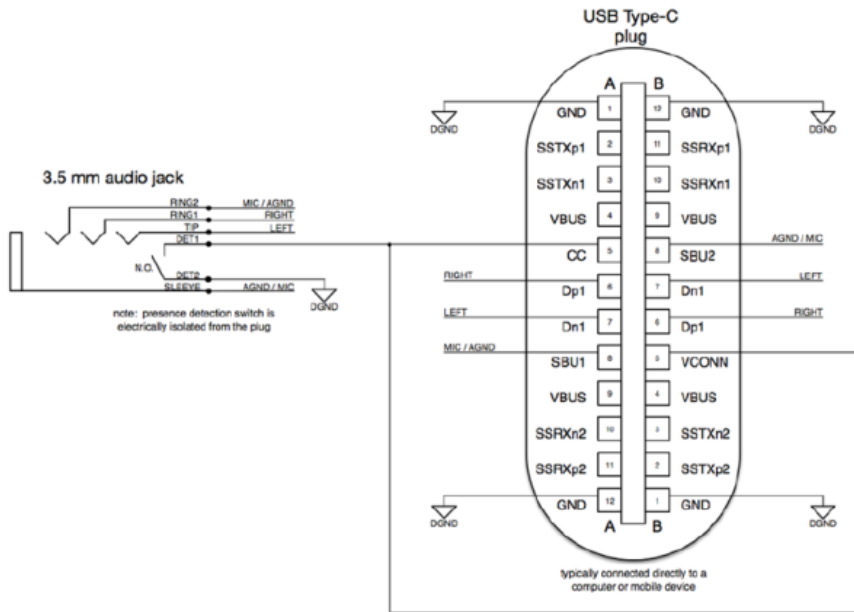 USB Type-C
plug
A B
1 GND DGND
12 GND DGND
SSTXp1 2
11 SSRXp1
SSTXn1 3
10 SSRXn1
VBUS 4
9 VBUS
CC 5
8 SBU2 AGND / MIC
RIGHT Dp1 6
7 Dn1 LEFT
LEFT Dn1 7
6 Dp1 RIGHT
MIC / AGND SBU1 8
5 VCONN
VBUS 9
4 VBUS
SSRXn2 10
3 SSTXn2
SSRXp2 11
2 SSTXp2
DGND GND 12
1 GND DGND
A B
typically connected directly to a
computer or mobile device
3.5 mm audio jack
RING2 MIC / AGND
RING1 RIGHT
TIP LEFT
DET1
N.O.
DET2
SLEEVE AGND / MIC
DGND
note: presence detection switch is
electrically isolated from the plug